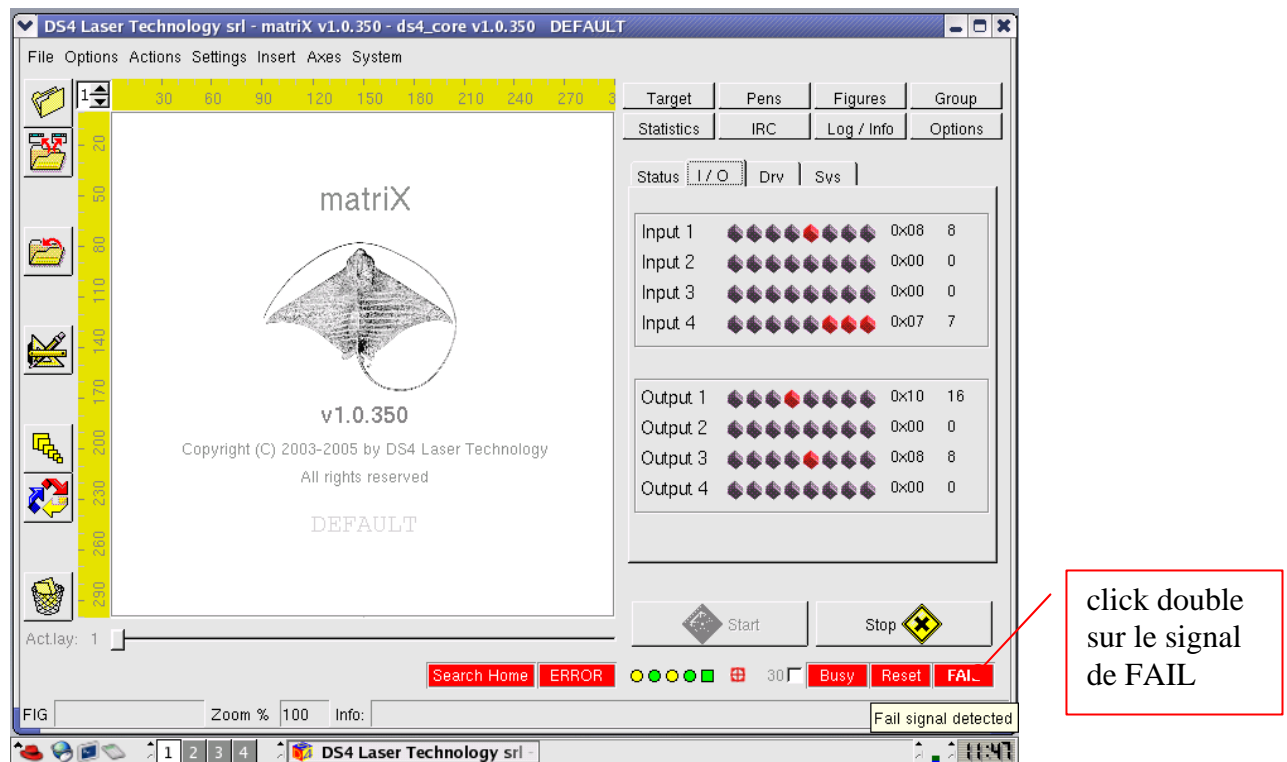 DS4 Laser Technology srl - matriX v1.0.350 - ds4_core v1.0.350 DEFAULT
File Options Actions Settings Insert Axes System
1
30 60 90 120 150 180 210 240 270 3
20
50
80
110
140
170
200
230
260
290
matriX
v1.0.350
Copyright (C) 2003-2005 by DS4 Laser Technology
All rights reserved
DEFAULT
Target Pens Figures Group
Statistics IRC Log / Info Options
Status I / O Drv Sys
Input 1 0x08 8
Input 2 0x00 0
Input 3 0x00 0
Input 4 0x07 7
Output 1 0x10 16
Output 2 0x00 0
Output 3 0x08 8
Output 4 0x00 0
Start Stop
Act.lay: 1
Search Home ERROR 30 Busy Reset FAIL
FIG Zoom % 100 Info:
Fail signal detected
1 2 3 4 DS4 Laser Technology srl - 11:47
click double
sur le signal
de FAIL